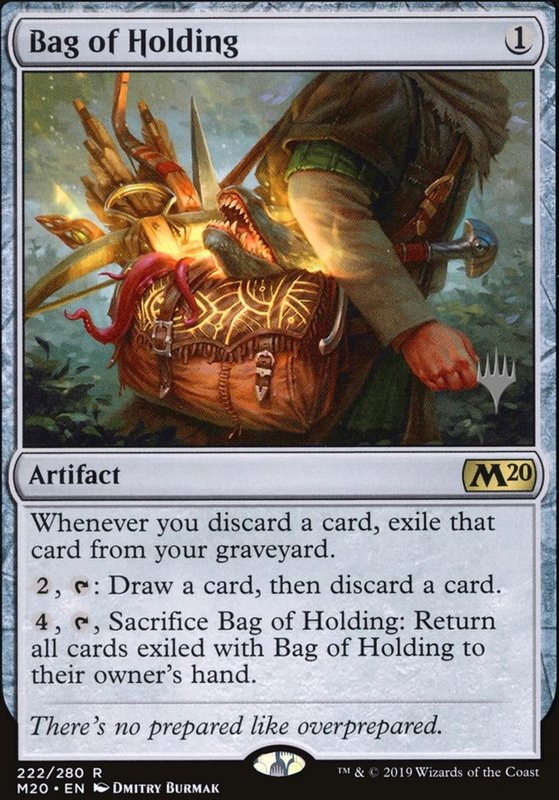 Bag of Holding 1
Artifact M20
Whenever you discard a card, exile that
card from your graveyard.
2, : Draw a card, then discard a card.
4, , Sacrifice Bag of Holding: Return
all cards exiled with Bag of Holding to
their owner's hand.
There's no prepared like overprepared.
222/280 R
M20 • EN Dmitry Burmak
™ & © 2019 Wizards of the Coast